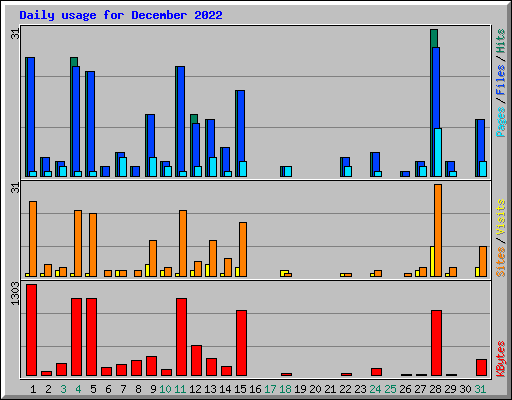 Daily usage for December 2022
31
Pages/Files/Hits
31
Sites/Visits
1303
KBytes
1 2 3 4 5 6 7 8 9 10 11 12 13 14 15 16 17 18 19 20 21 22 23 24 25 26 27 28 29 30 31